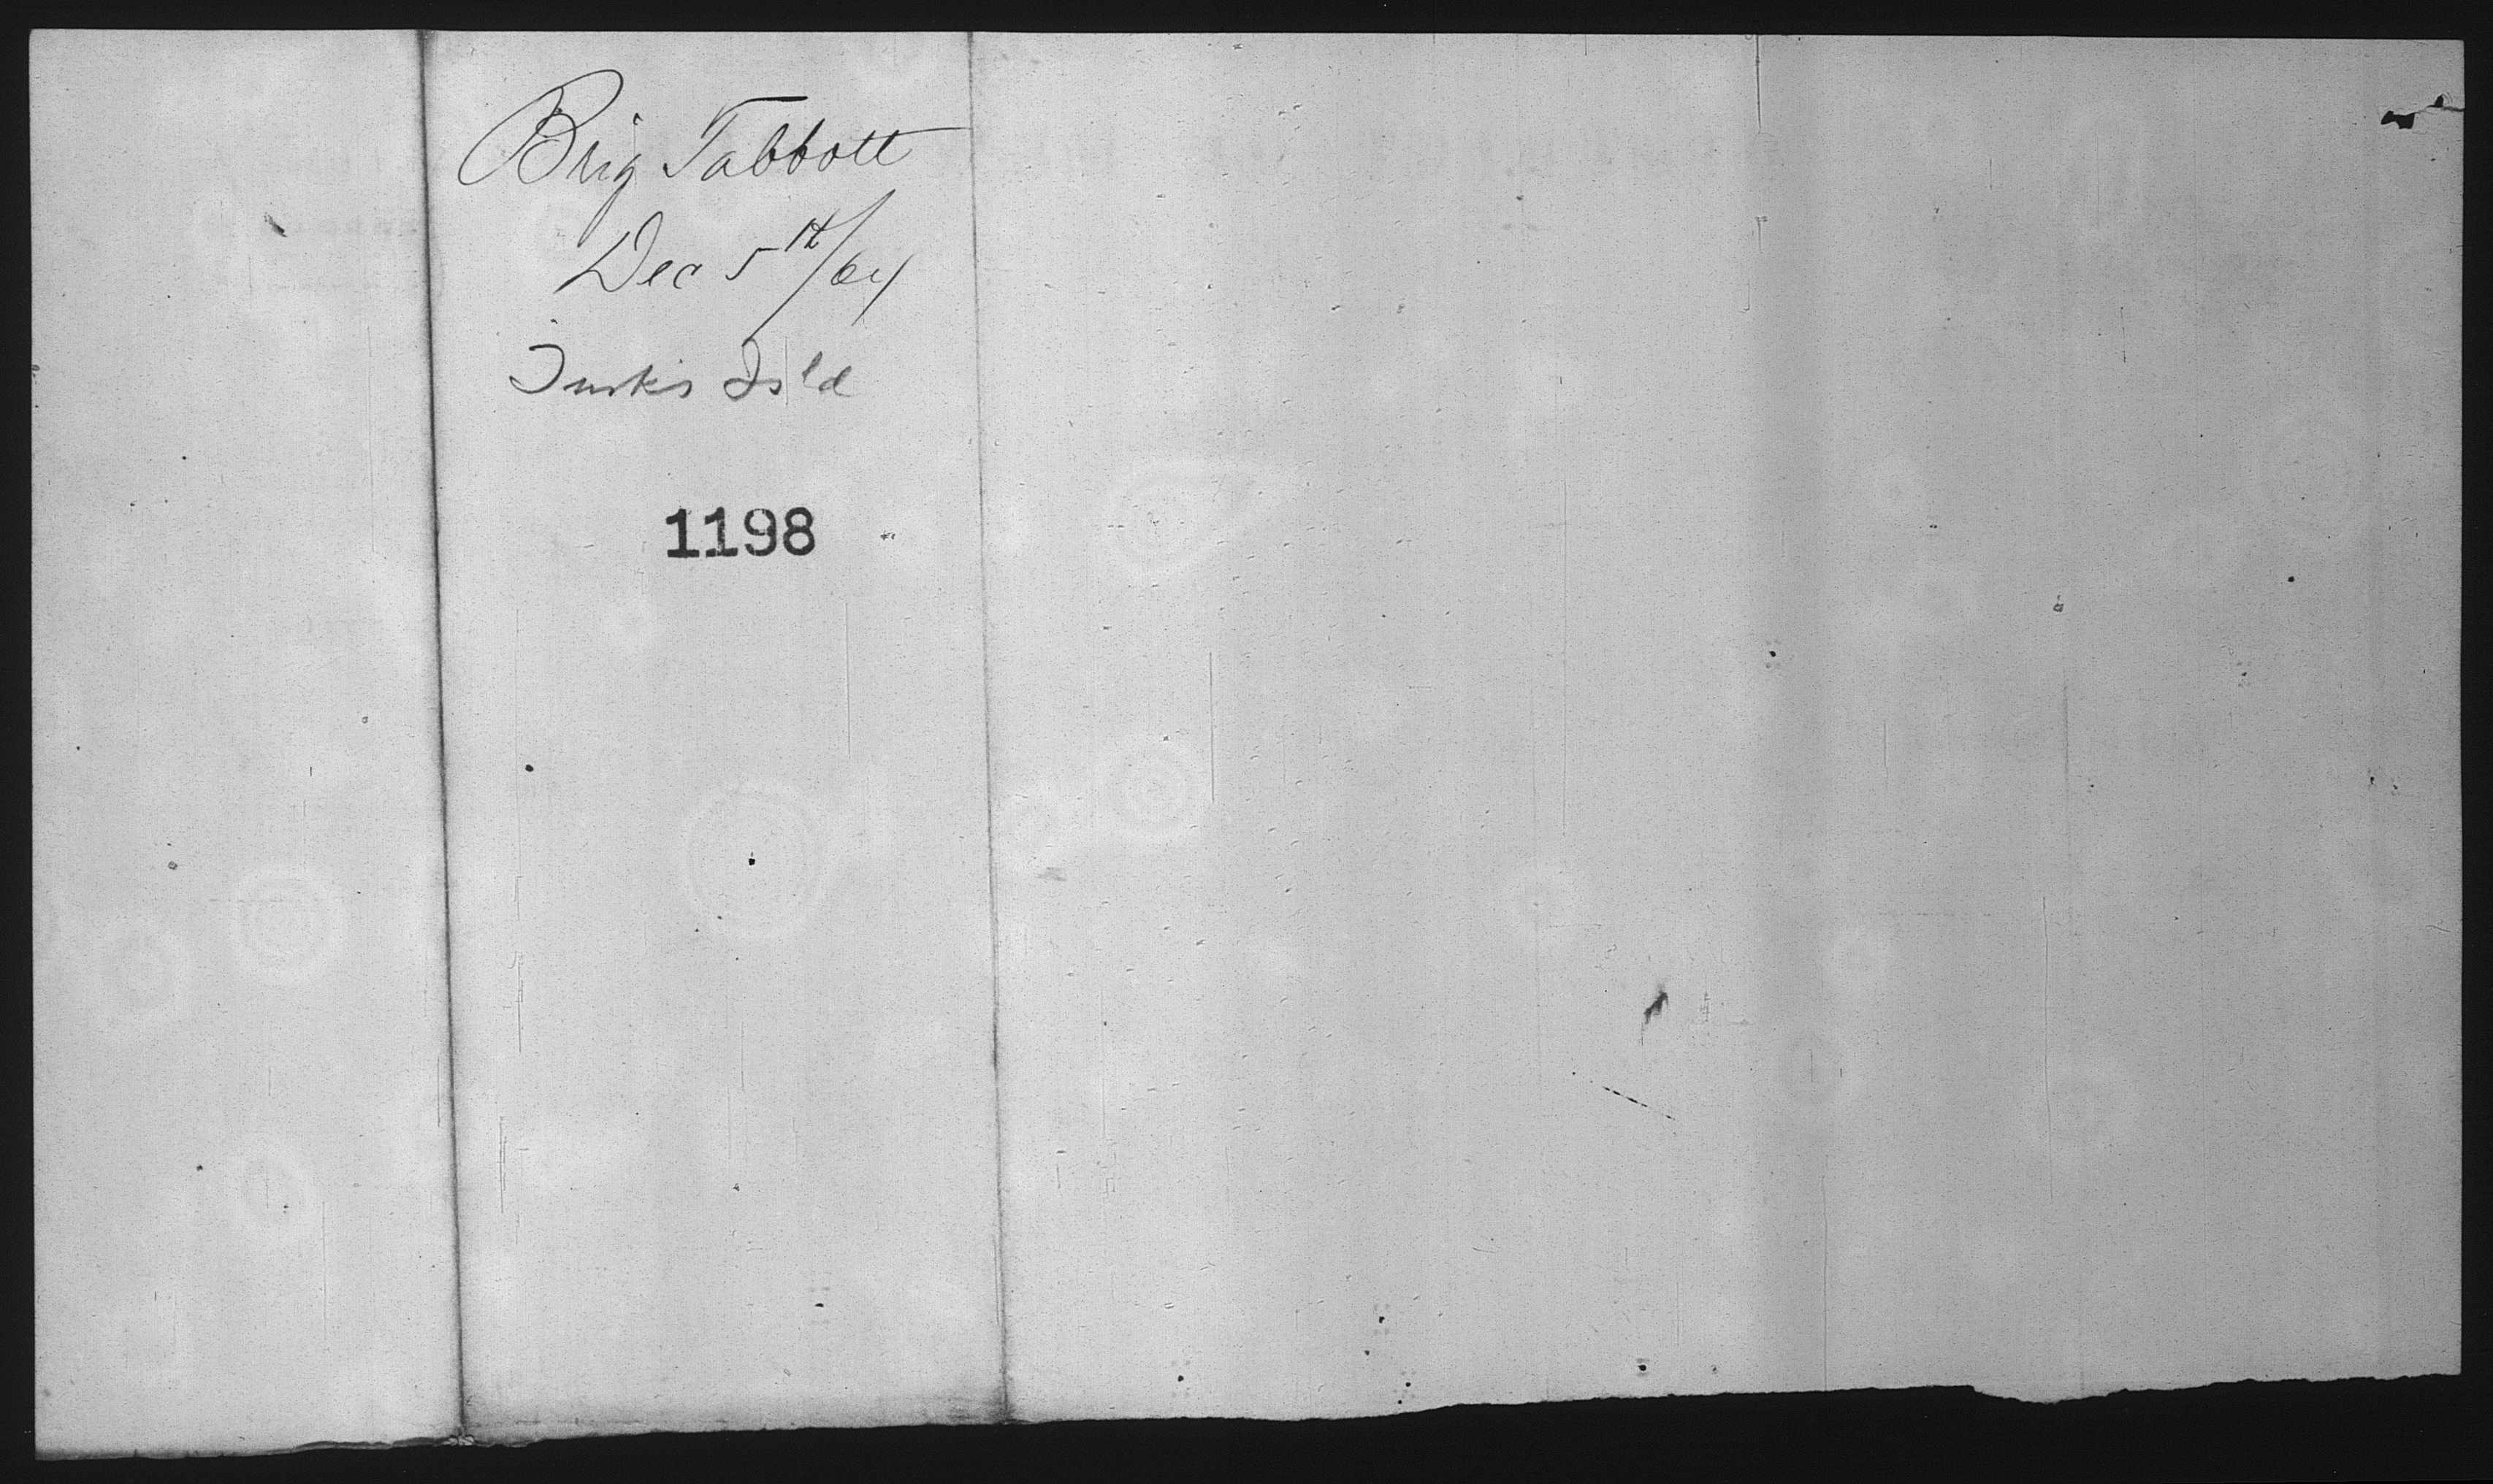 Brig Tabbott
Dec 5th/64
Turks Isld
1198